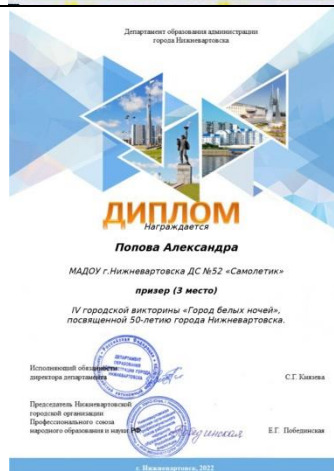 Департамент образования администрации
города Нижневартовска
ДИПЛОМ
Награждается
Попова Александра
МАДОУ г.Нижневартовска ДС №52 «Самолетик»
призер (3 место)
IV городской викторины «Город белых ночей»,
посвященной 50-летию города Нижневартовска.
Исполняющий обязанности
директора департамента
С.Г. Князева
ДЕПАРТАМЕНТ
ОБРАЗОВАНИЯ
Председатель Нижневартовской
городской организации
Профессионального союза
народного образования и науки РФ
Е.Г. Побединская
г. Нижневартовск, 2022